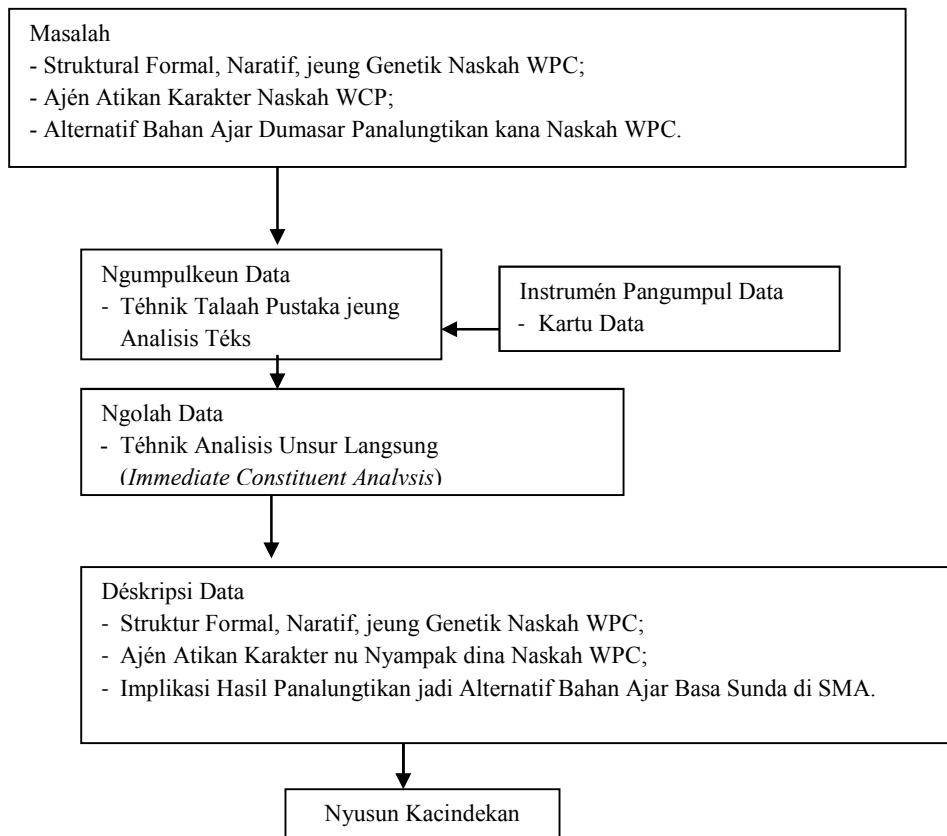 Masalah
- Struktural Formal, Naratif, jeung Genetik Naskah WPC;
- Ajén Atikan Karakter Naskah WCP;
- Alternatif Bahan Ajar Dumasar Panalungtikan kana Naskah WPC.
Ngumpulkeun Data
- Téhnik Talaah Pustaka jeung
Analisis Téks
Instrumén Pangumpul Data
- Kartu Data
Ngolah Data
- Téhnik Analisis Unsur Langsung
(Immediate Constituent Analysis)
Déskripsi Data
- Struktur Formal, Naratif, jeung Genetik Naskah WPC;
- Ajén Atikan Karakter nu Nyampak dina Naskah WPC;
- Implikasi Hasil Panalungtikan jadi Alternatif Bahan Ajar Basa Sunda di SMA.
Nyusun Kacindekan